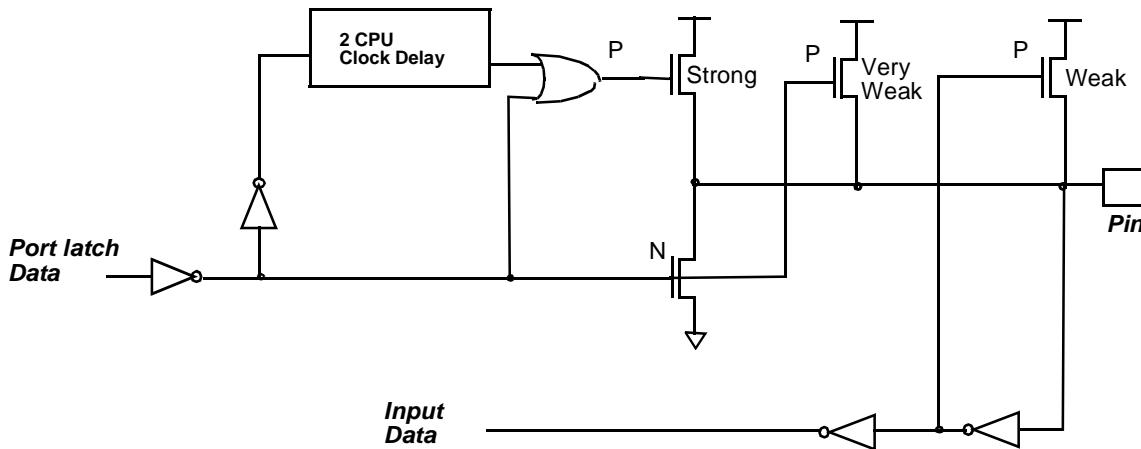 2 CPU
Clock Delay
P
Strong
P
Very
Weak
P
Weak
Pin
Port latch
Data
N
Input
Data